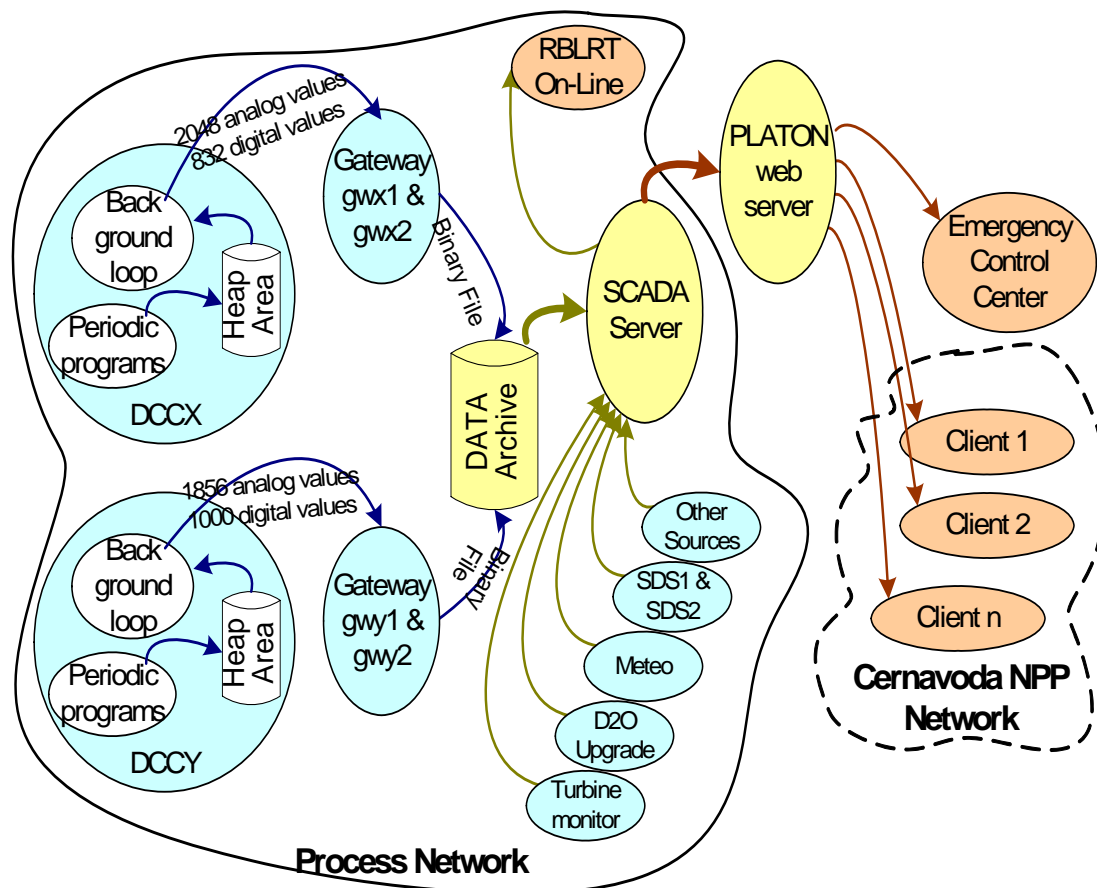 RBLRT
On-Line
2048 analog values
832 digital values
Back
ground
loop
Heap
Area
Periodic
programs
DCCX
Gateway
gwx1 &
gwx2
Binary File
DATA
Archive
SCADA
Server
PLATON
web
server
Emergency
Control
Center
Client 1
Client 2
Client n
Cernavoda NPP
Network
1856 analog values
1000 digital values
Back
ground
loop
Heap
Area
Periodic
programs
DCCY
Gateway
gwy1 &
gwy2
Binary
File
Other
Sources
SDS1 &
SDS2
Meteo
D2O
Upgrade
Turbine
monitor
Process Network